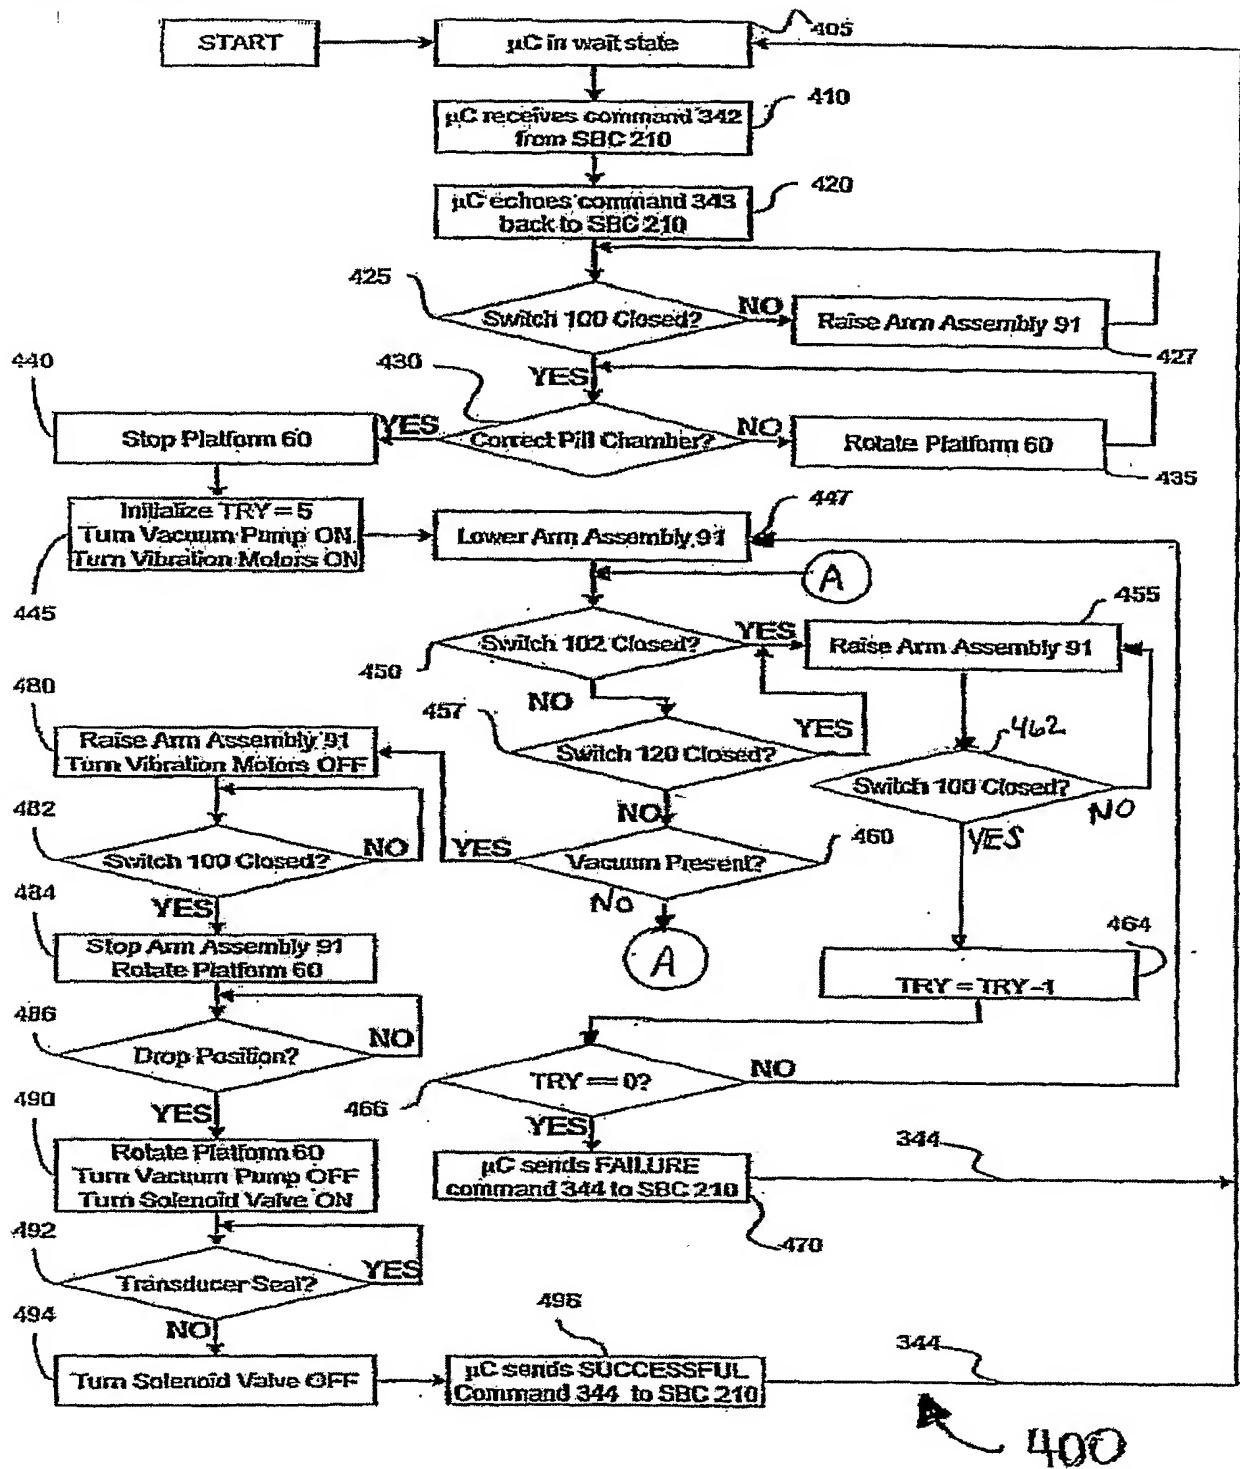 START
µC in wait state
405
µC receives command 342
from SBC 210
410
µC echoes command 343
back to SBC 210
420
425
Switch 100 Closed?
NO
Raise Arm Assembly 91
427
YES
440
430
Stop Platform 60
YES
Correct Pill Chamber?
NO
Rotate Platform 60
435
Initialize TRY = 5
Turn Vacuum Pump ON.
Turn Vibration Motors ON
445
Lower Arm Assembly 91
447
A
450
Switch 102 Closed?
YES
Raise Arm Assembly 91
455
NO
457
Switch 120 Closed?
YES
462
Switch 100 Closed?
NO
YES
480
Raise Arm Assembly 91
Turn Vibration Motors OFF
NO
482
Switch 100 Closed?
NO
YES
YES
Vacuum Present?
460
No
A
484
Stop Arm Assembly 91
Rotate Platform 60
464
TRY = TRY-1
486
Drop Position?
NO
YES
TRY == 0?
NO
466
YES
490
Rotate Platform 60
Turn Vacuum Pump OFF
Turn Solenoid Valve ON
µC sends FAILURE
command 344 to SBC 210
344
470
492
Transducer Seal?
YES
NO
494
Turn Solenoid Valve OFF
496
µC sends SUCCESSFUL
Command 344 to SBC 210
344
400